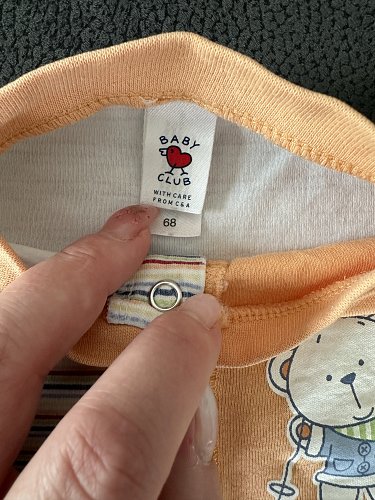 BABY
CLUB
WITH CARE
FROM C&A
68